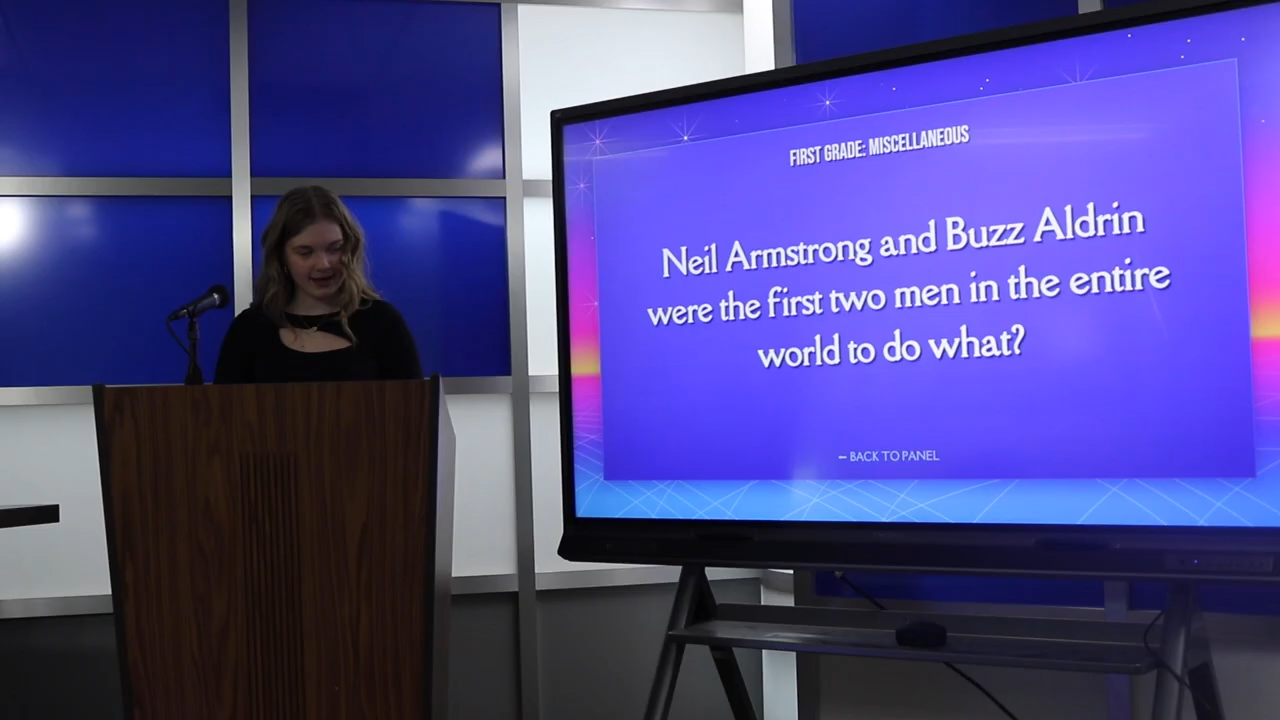 FIRST GRADE: MISCELLANEOUS
Neil Armstrong and Buzz Aldrin
were the first two men in the entire
world to do what?
– BACK TO PANEL